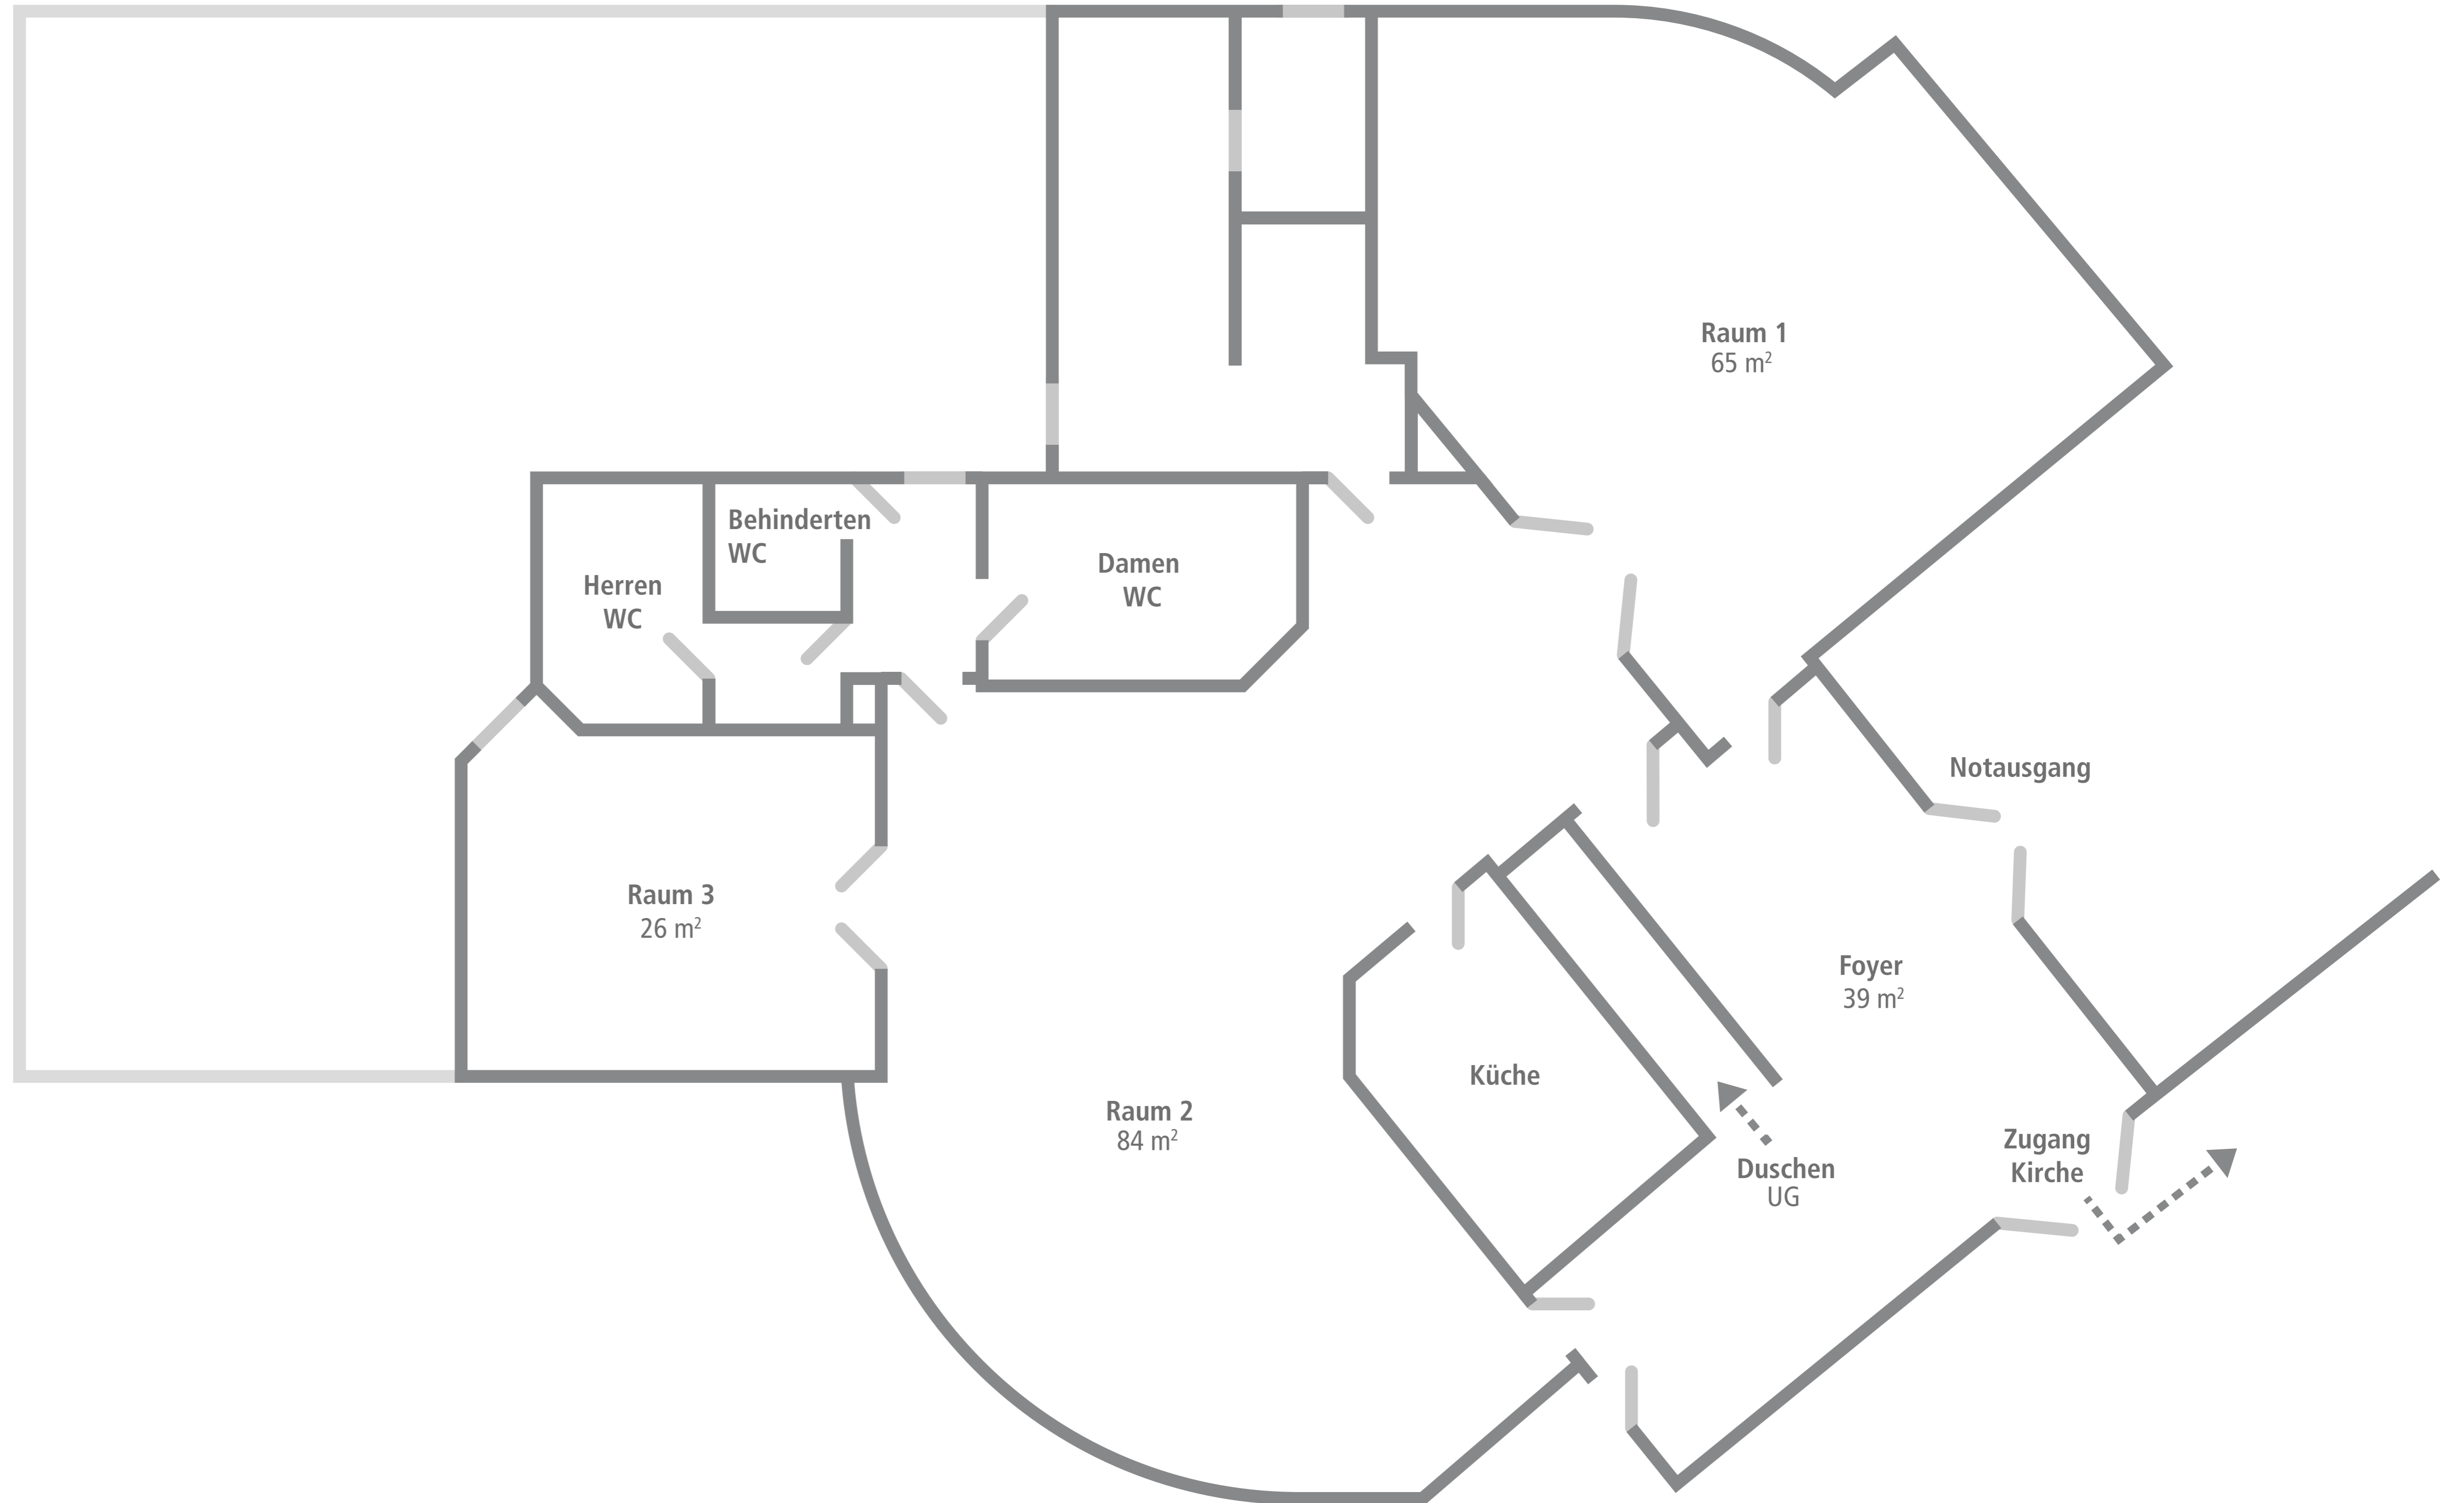 Raum 1
65 m²
Behinderten
WC
Herren
WC
Damen
WC
Notausgang
Raum 3
26 m²
Foyer
39 m²
Küche
Raum 2
84 m²
Duschen
UG
Zugang
Kirche